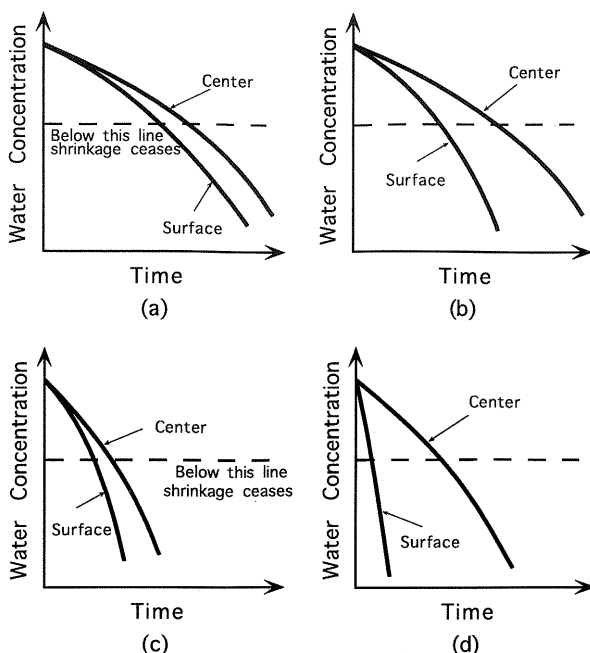 Water Concentration
Center
Below this line
shrinkage ceases
Surface
Time
(a)
Water Concentration
Center
Surface
Time
(b)
Water Concentration
Center
Below this line
shrinkage ceases
Surface
Time
(c)
Water Concentration
Center
Surface
Time
(d)